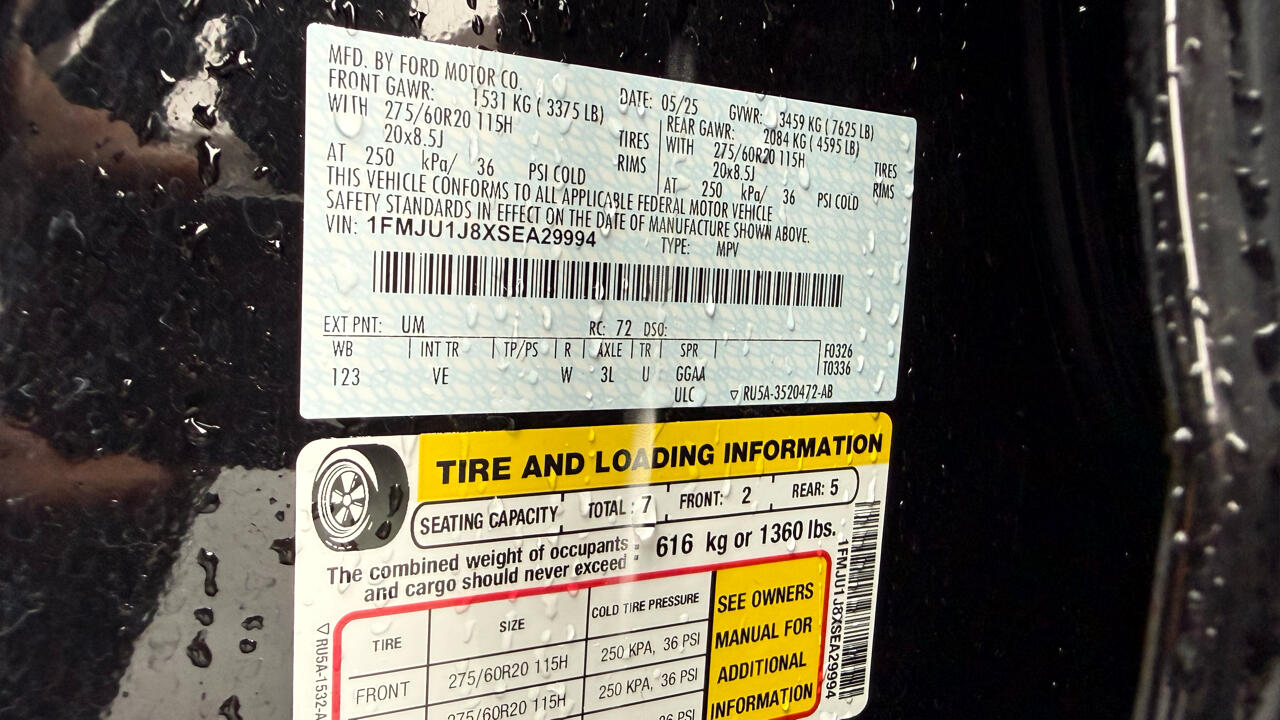 MFD. BY FORD MOTOR CO.
DATE: 05/25 GVWR: 3459 KG ( 7625 LB)
FRONT GAWR: 1531 KG ( 3375 LB)
WITH 275/60R20 115H TIRES
20x8.5J RIMS
AT 250 kPa/ 36 PSI COLD
REAR GAWR: 2084 KG ( 4595 LB)
WITH 275/60R20 115H TIRES
20x8.5J RIMS
AT 250 kPa/ 36 PSI COLD
THIS VEHICLE CONFORMS TO ALL APPLICABLE FEDERAL MOTOR VEHICLE
SAFETY STANDARDS IN EFFECT ON THE DATE OF MANUFACTURE SHOWN ABOVE.
VIN: 1FMJU1J8XSEA29994 TYPE: MPV
EXT PNT: UM RC: 72 DSO:
WB INT TR TP/PS R AXLE TR SPR F0326
T0336
123 VE W 3L U GGAA
ULC ▽ RU5A-3520472-AB
TIRE AND LOADING INFORMATION
SEATING CAPACITY TOTAL : 7 FRONT: 2 REAR: 5
The combined weight of occupants : 616 kg or 1360 lbs.
and cargo should never exceed :
TIRE SIZE COLD TIRE PRESSURE
FRONT 275/60R20 115H 250 KPA, 36 PSI
275/60R20 115H 250 KPA, 36 PSI
36 PSI
SEE OWNERS
MANUAL FOR
ADDITIONAL
INFORMATION
1FMJU1J8XSEA29994
▽ RU5A-1532-A